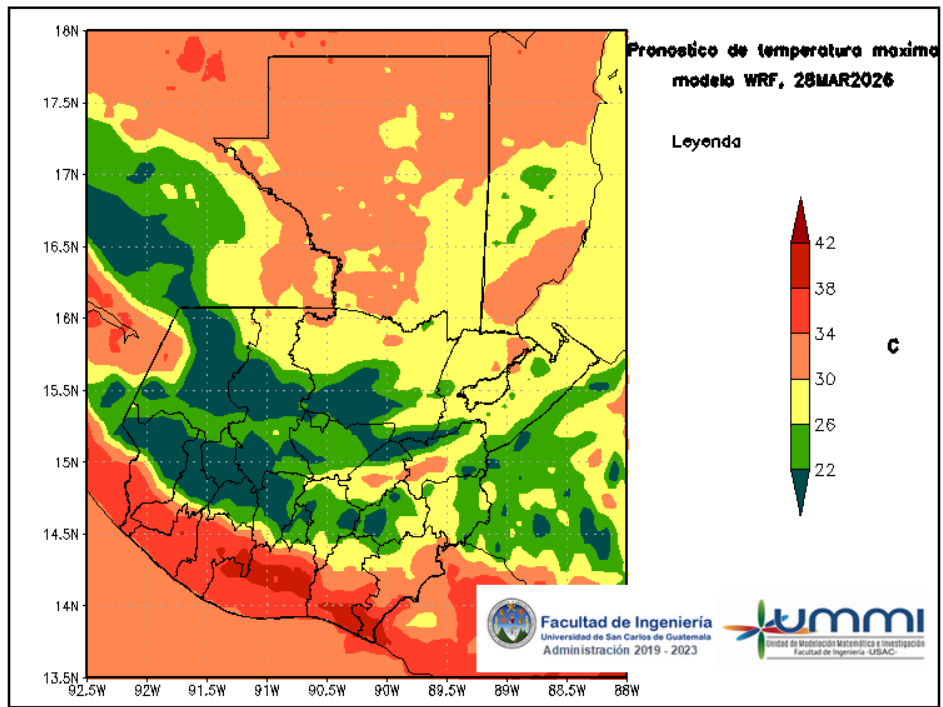 Pronostico de temperatura maxima
modelo WRF, 28MAR2026
Leyenda
42
38
34
30
26
22
C
18N
17.5N
17N
16.5N
16N
15.5N
15N
14.5N
14N
13.5N
92.5W
92W
91.5W
91W
90.5W
90W
89.5W
89W
88.5W
88W
Facultad de Ingeniería
Universidad de San Carlos de Guatemala
Administración 2019 - 2023
UMMI
Unidad de Modelación Matemática e Investigación
Facultad de Ingeniería -USAC-